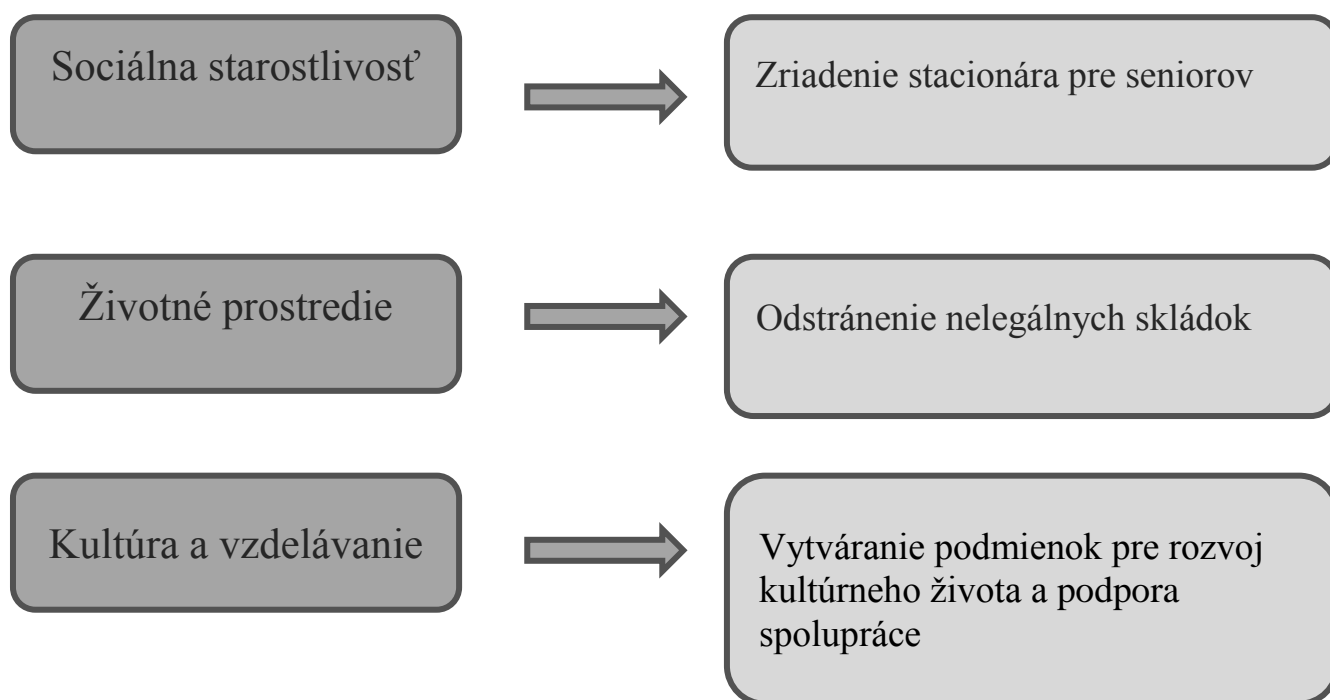 Sociálna starostlivosť
Zriadenie stacionára pre seniorov
Životné prostredie
Odstránenie nelegálnych skládok
Kultúra a vzdelávanie
Vytváranie podmienok pre rozvoj
kultúrneho života a podpora
spolupráce